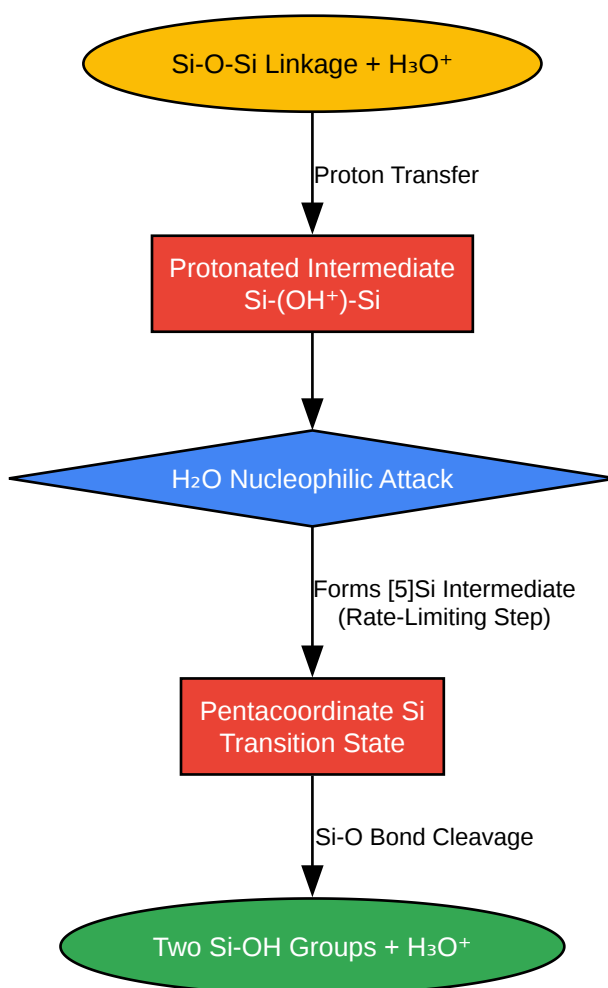 Si-O-Si Linkage + H₃O⁺
Proton Transfer
Protonated Intermediate
Si-(OH⁺)-Si
H₂O Nucleophilic Attack
Forms [5]Si Intermediate
(Rate-Limiting Step)
Pentacoordinate Si
Transition State
Si-O Bond Cleavage
Two Si-OH Groups + H₃O⁺